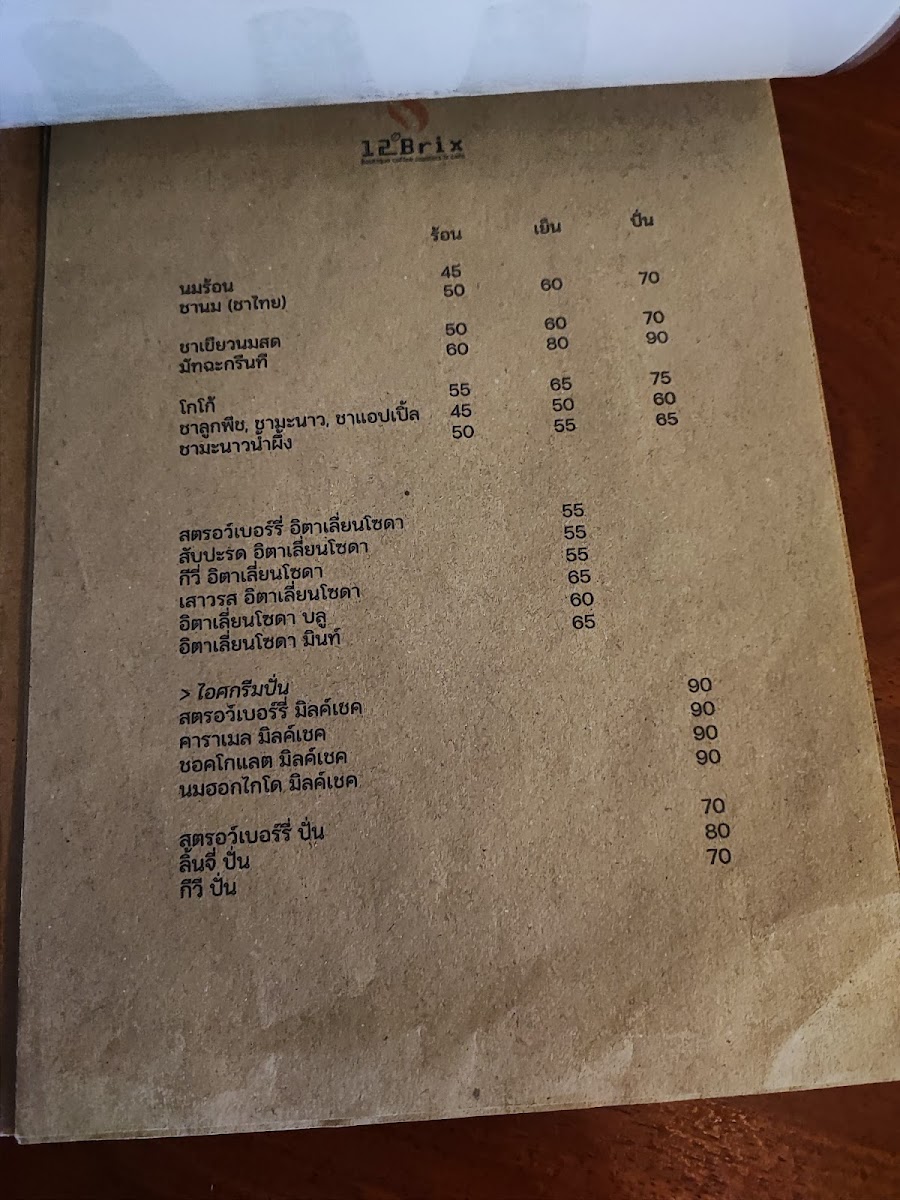 12°Brix
Boutique coffee roasters & cafe
ร้อน เย็น ปั่น
นมร้อน 45
ชานม (ชาไทย) 50 60 70
ชาเขียวนมสด 50 60 70
มัทฉะกรีนที 60 80 90
โกโก้ 55 65 75
ชาลูกพีช, ชามะนาว, ชาแอปเปิ้ล 45 50 60
ชามะนาวน้ำผึ้ง 50 55 65
สตรอว์เบอร์รี่ อิตาเลี่ยนโซดา 55
สับปะรด อิตาเลี่ยนโซดา 55
กีวี่ อิตาเลี่ยนโซดา 55
เสาวรส อิตาเลี่ยนโซดา 65
อิตาเลี่ยนโซดา บลู 60
อิตาเลี่ยนโซดา มินท์ 65
> ไอศกรีมปั่น
สตรอว์เบอร์รี่ มิลค์เชค 90
คาราเมล มิลค์เชค 90
ชอคโกแลต มิลค์เชค 90
นมฮอกไกโด มิลค์เชค 90
สตรอว์เบอร์รี่ ปั่น 70
ลิ้นจี่ ปั่น 80
กีวี ปั่น 70